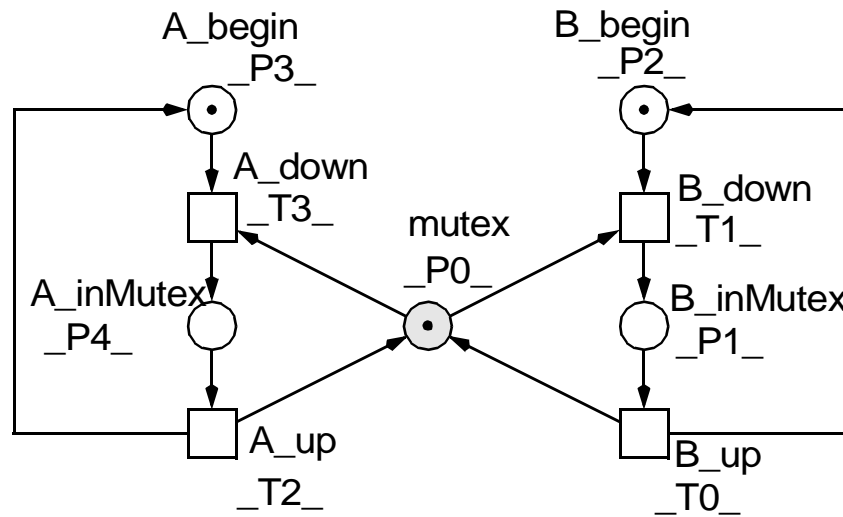 A_begin
_P3_
B_begin
_P2_
A_down
_T3_
B_down
_T1_
mutex
_P0_
A_inMutex
_P4_
B_inMutex
_P1_
A_up
_T2_
B_up
_T0_